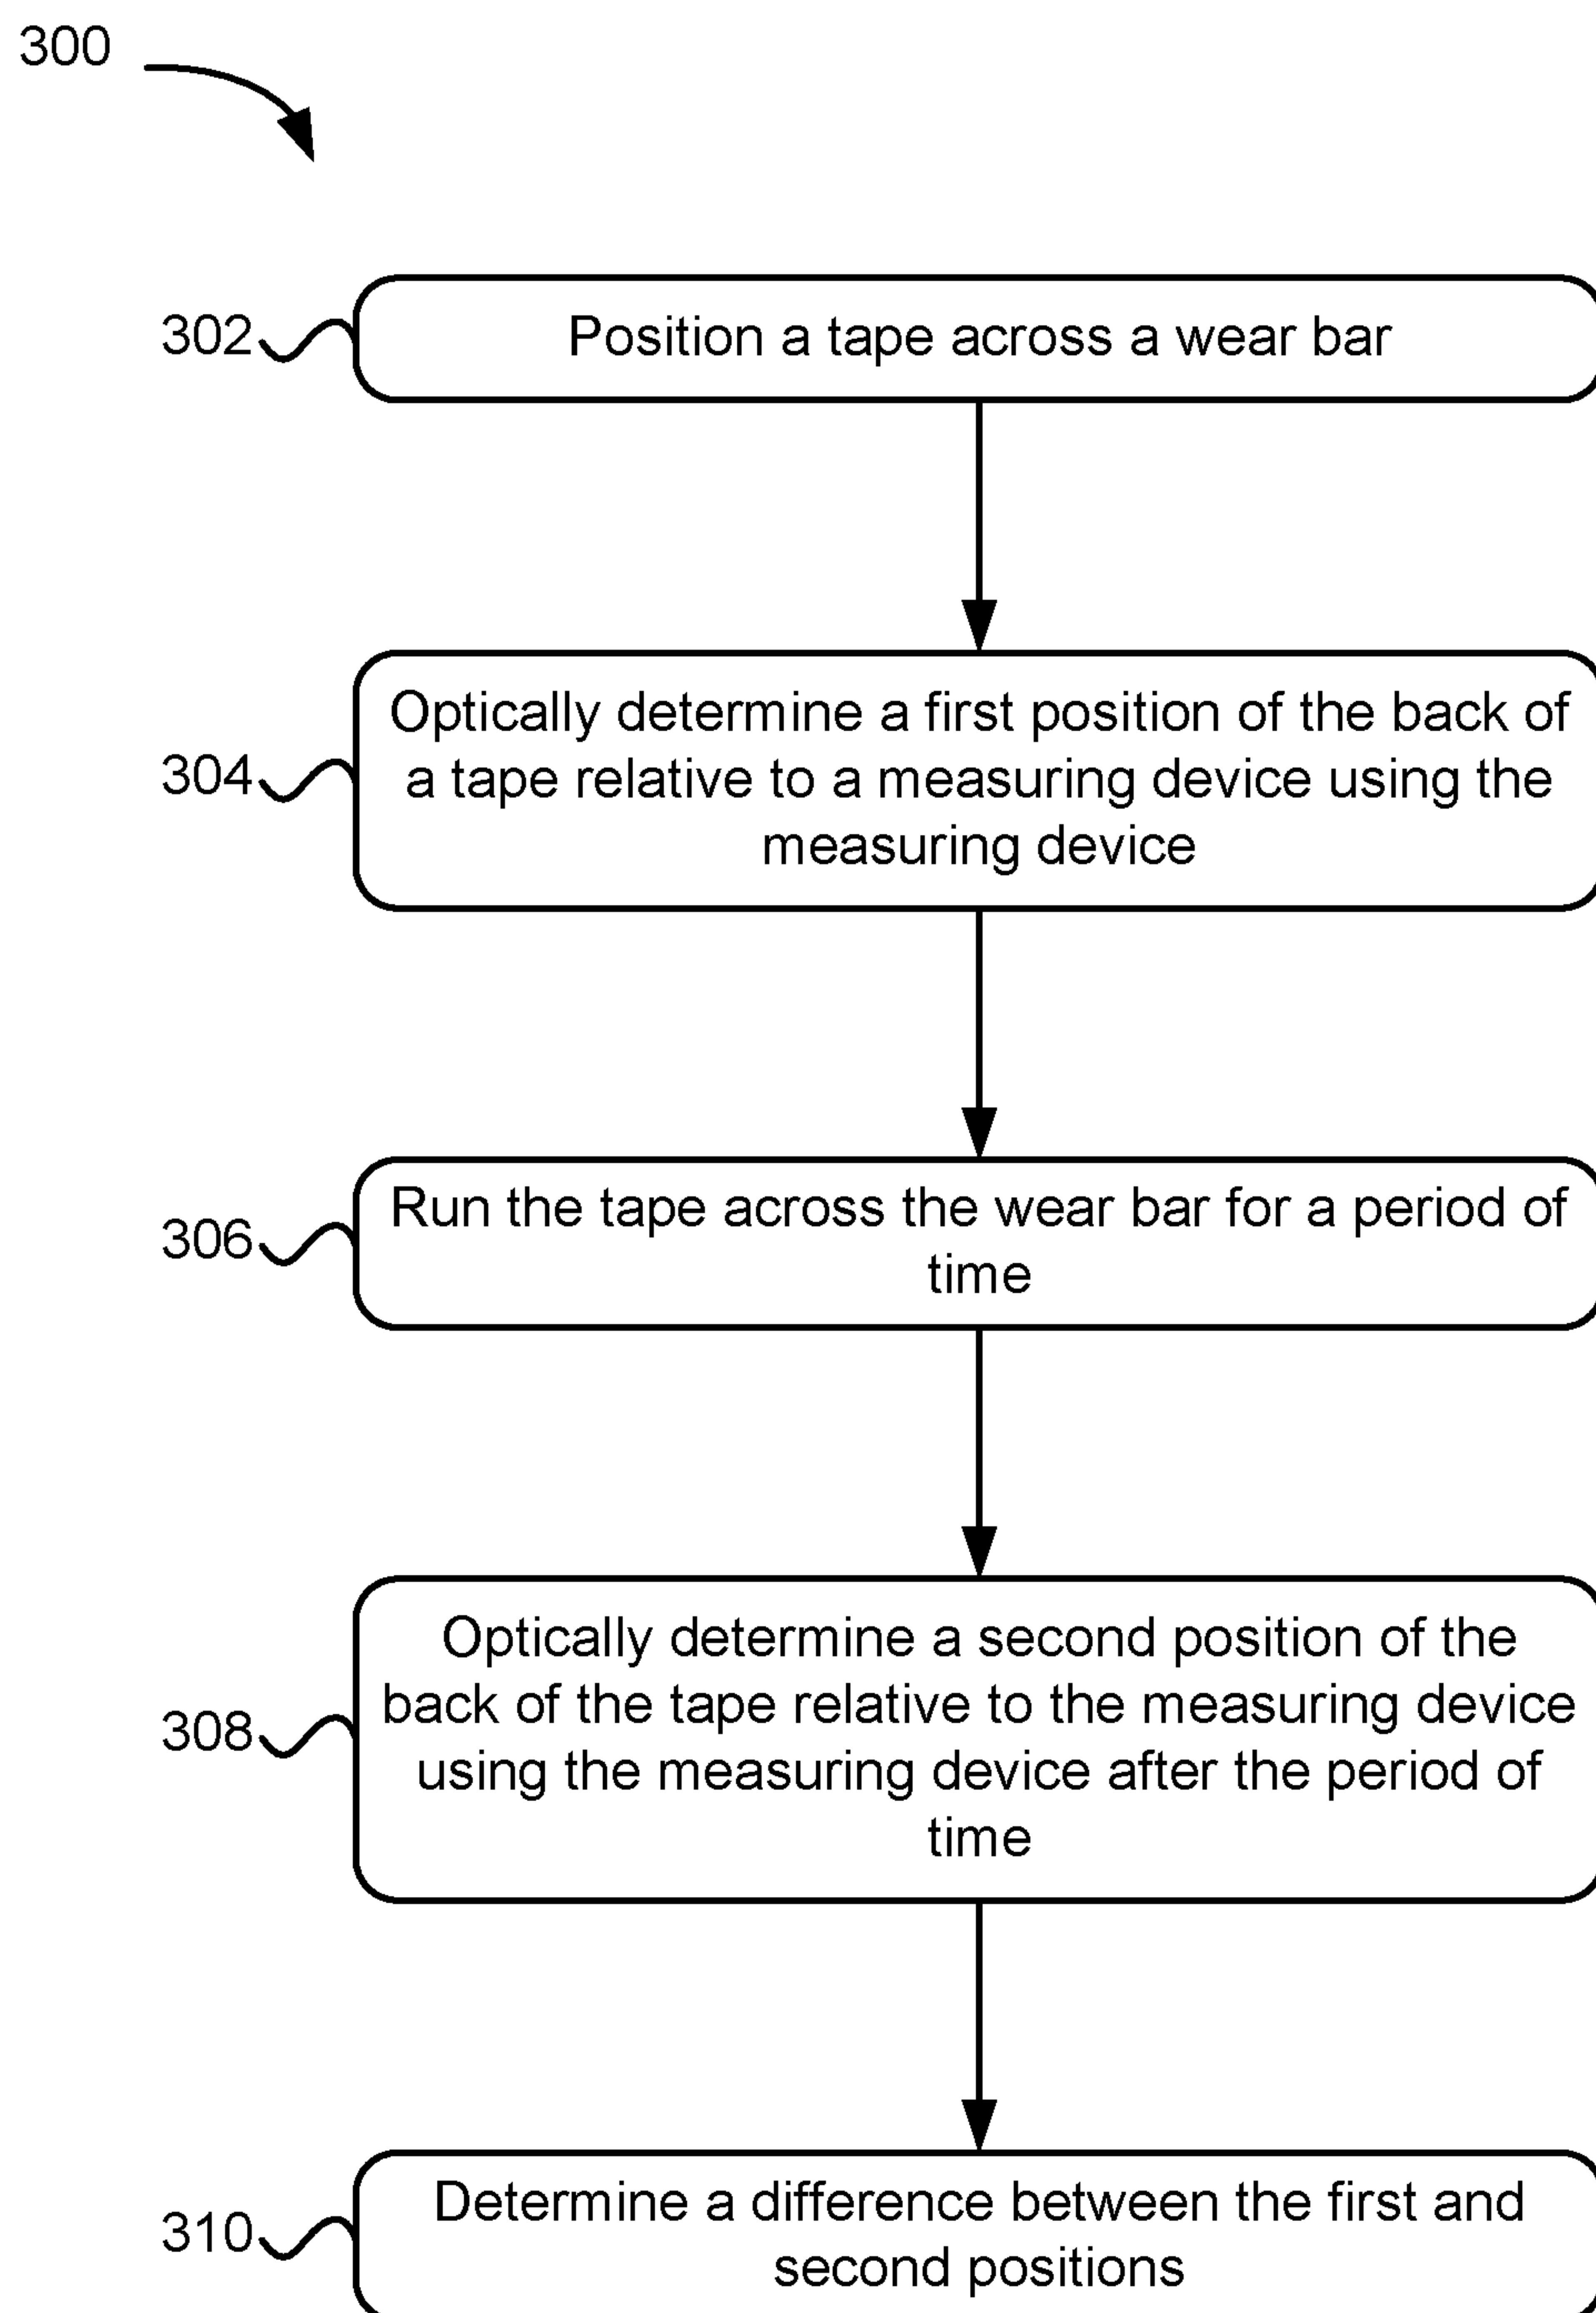 300
302
Position a tape across a wear bar
304
Optically determine a first position of the back of
a tape relative to a measuring device using the
measuring device
306
Run the tape across the wear bar for a period of
time
308
Optically determine a second position of the
back of the tape relative to the measuring device
using the measuring device after the period of
time
310
Determine a difference between the first and
second positions